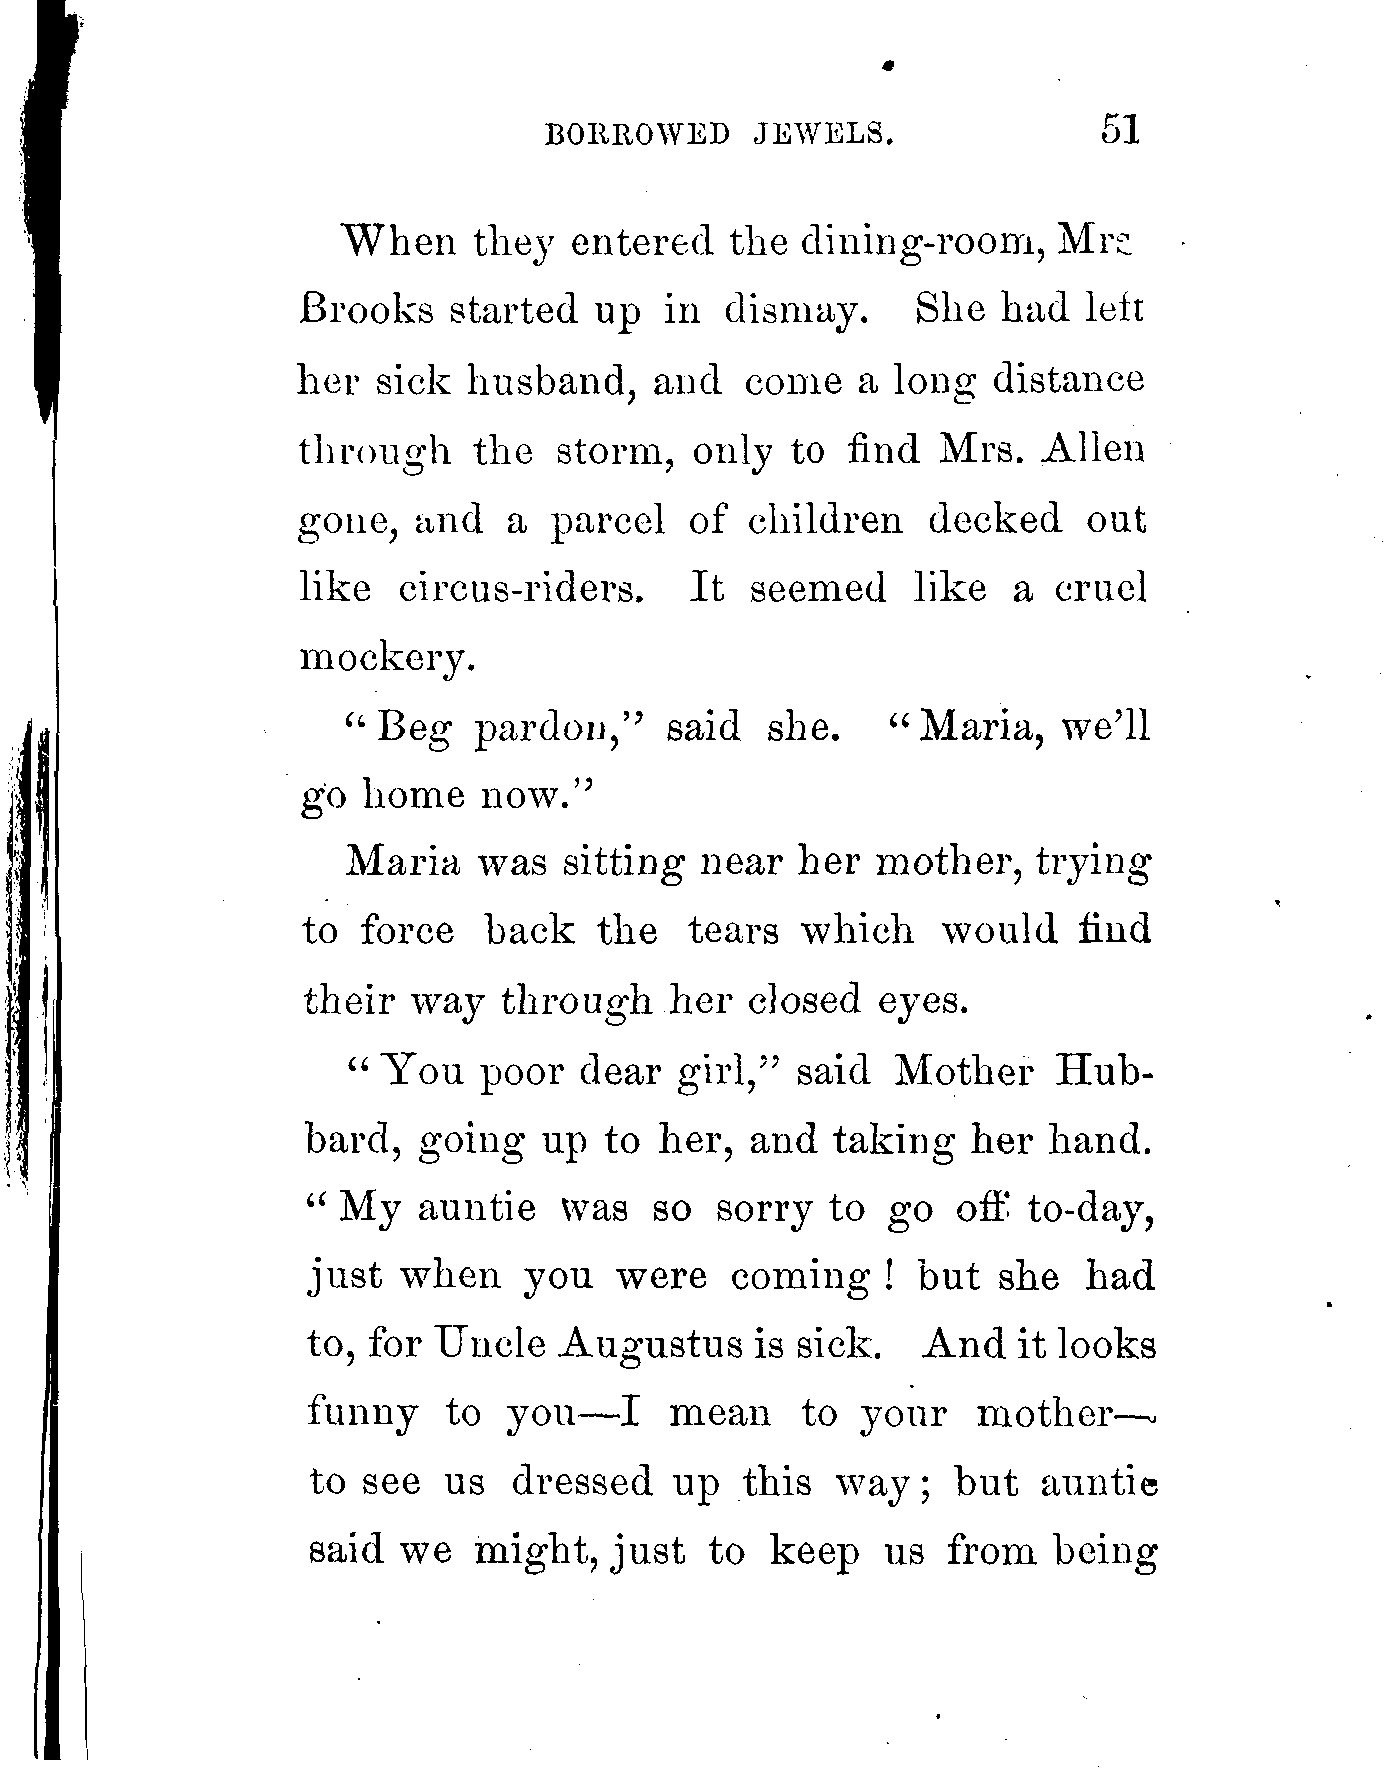 BORROWED JEWELS. 51
When they entered the dining-room, Mrs
Brooks started up in dismay. She had left
her sick husband, and come a long distance
through the storm, only to find Mrs. Allen
gone, and a parcel of children decked out
like circus-riders. It seemed like a cruel
mockery.
“Beg pardon,” said she. “Maria, we’ll
go home now.”
Maria was sitting near her mother, trying
to force back the tears which would find
their way through her closed eyes.
“You poor dear girl,” said Mother Hub-
bard, going up to her, and taking her hand.
“My auntie was so sorry to go off to-day,
just when you were coming! but she had
to, for Uncle Augustus is sick. And it looks
funny to you—I mean to your mother—
to see us dressed up this way; but auntie
said we might, just to keep us from being